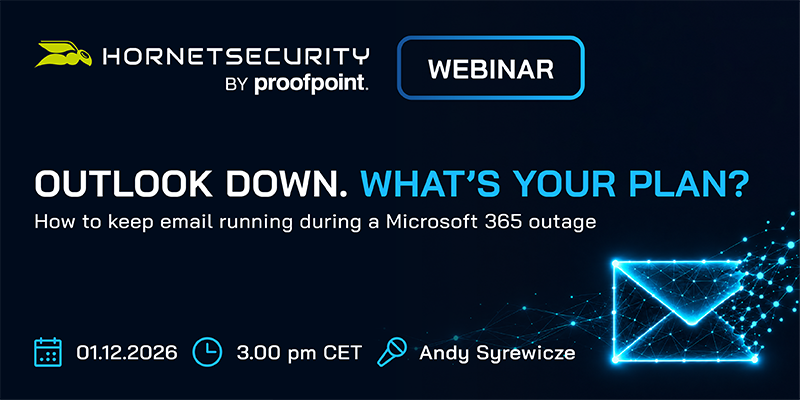 HORNETSECURITY
BY proofpoint.
WEBINAR
OUTLOOK DOWN. WHAT'S YOUR PLAN?
How to keep email running during a Microsoft 365 outage
01.12.2026 3.00 pm CET Andy Syrewicze